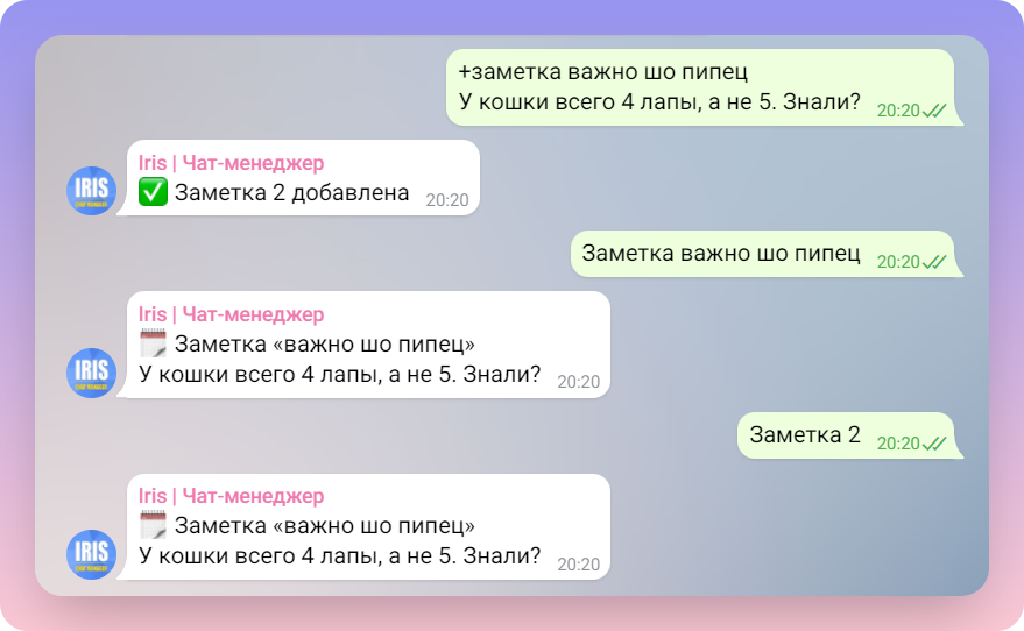 +заметка важно шо пипец
У кошки всего 4 лапы, а не 5. Знали?
20:20
Iris | Чат-менеджер
IRIS
✅ Заметка 2 добавлена
20:20
Заметка важно шо пипец
20:20
Iris | Чат-менеджер
🗒 Заметка «важно шо пипец»
IRIS
У кошки всего 4 лапы, а не 5. Знали?
20:20
Заметка 2
20:20
Iris | Чат-менеджер
🗒 Заметка «важно шо пипец»
IRIS
У кошки всего 4 лапы, а не 5. Знали?
20:20